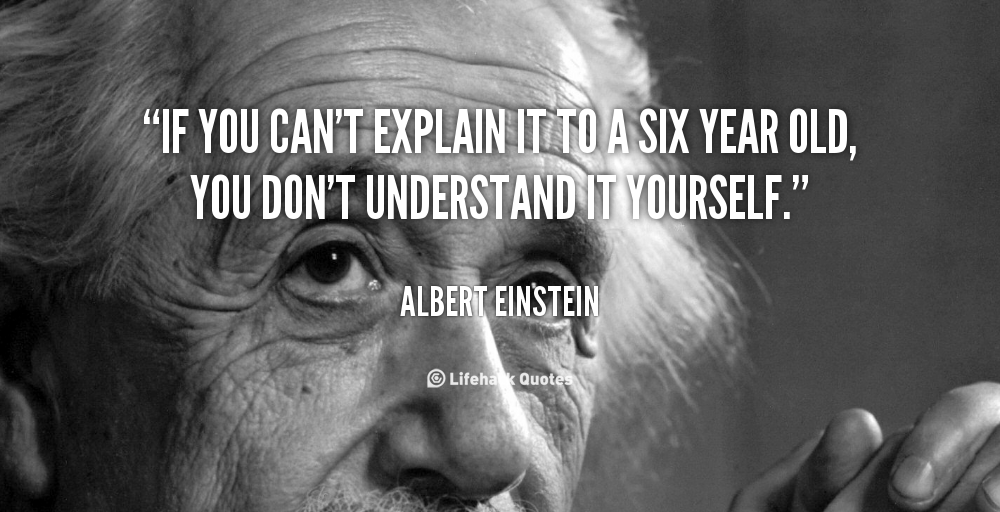 “IF YOU CAN’T EXPLAIN IT TO A SIX YEAR OLD,
YOU DON’T UNDERSTAND IT YOURSELF.”
ALBERT EINSTEIN
Lifehack Quotes